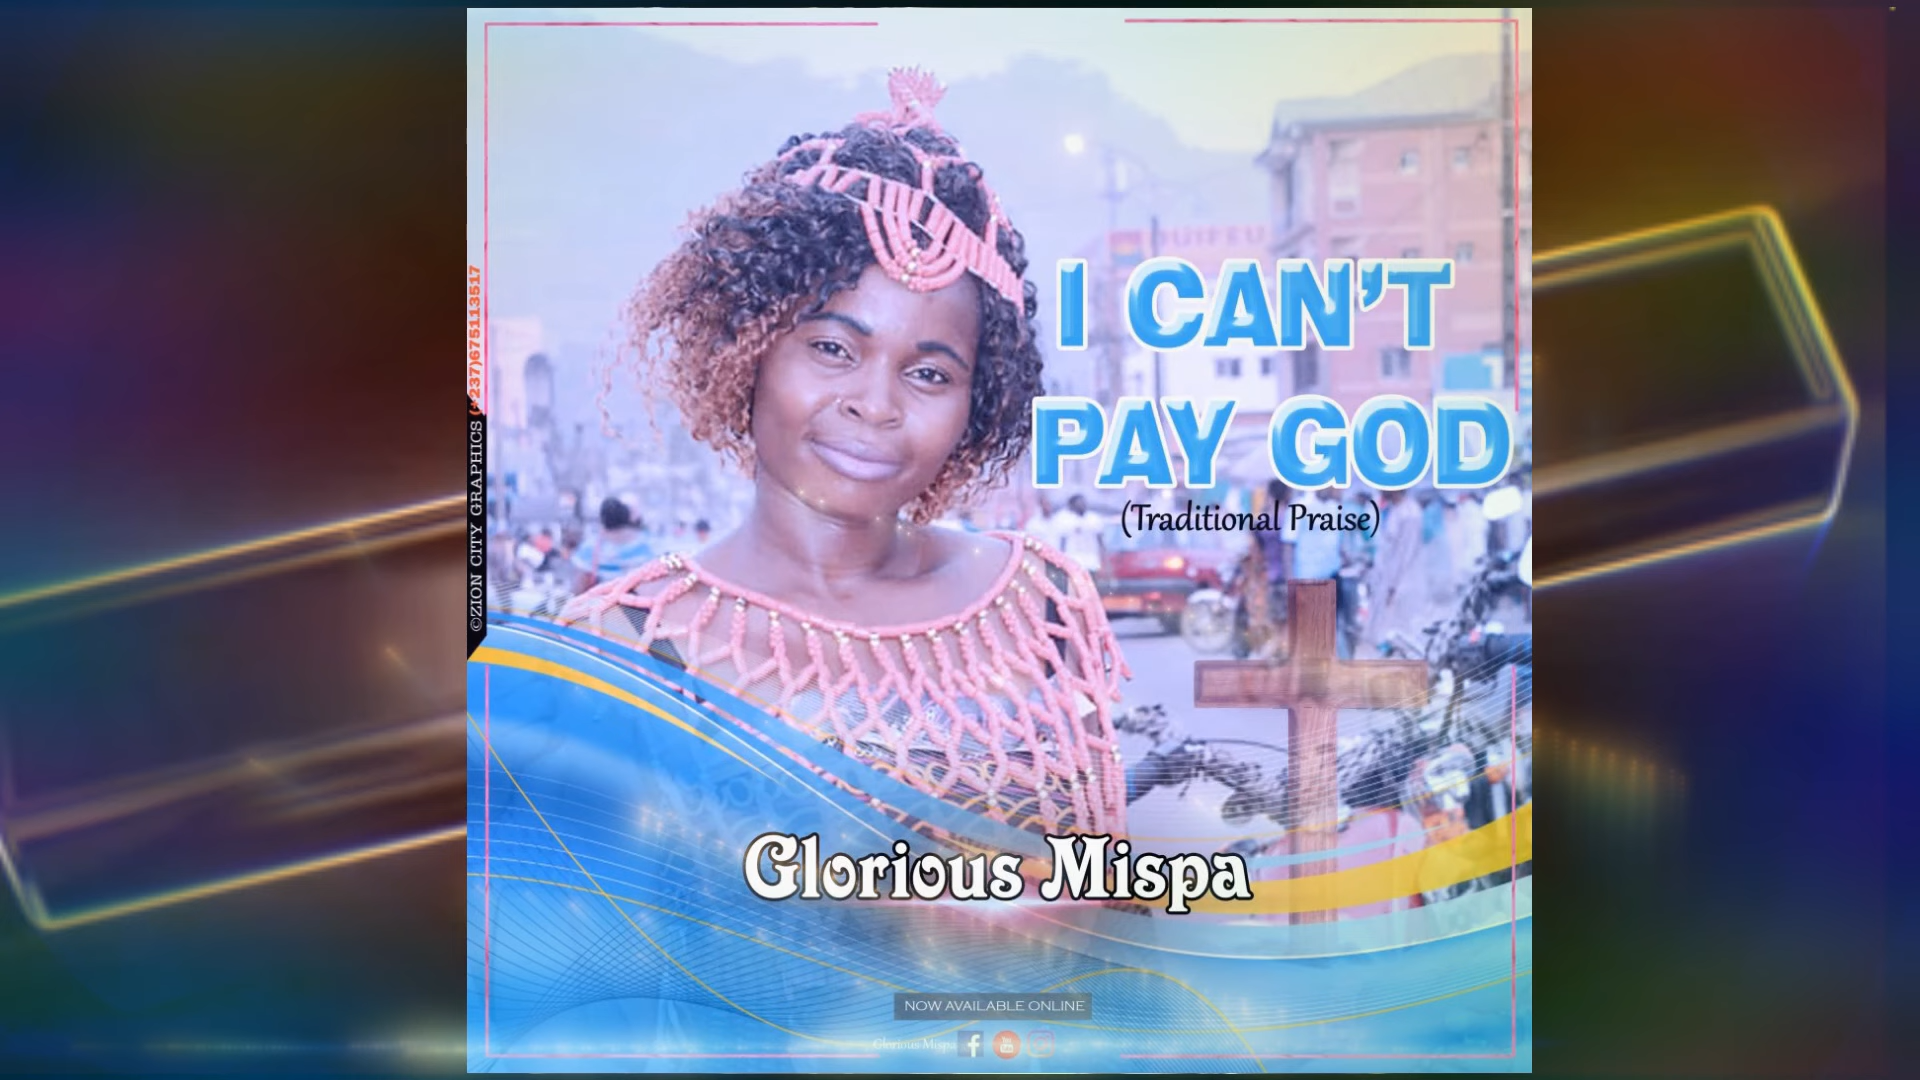 I CAN'T
PAY GOD
(Traditional Praise)
©ZION CITY GRAPHICS (+237)675113517
Glorious Mispa
NOW AVAILABLE ONLINE
Glorious Mispa